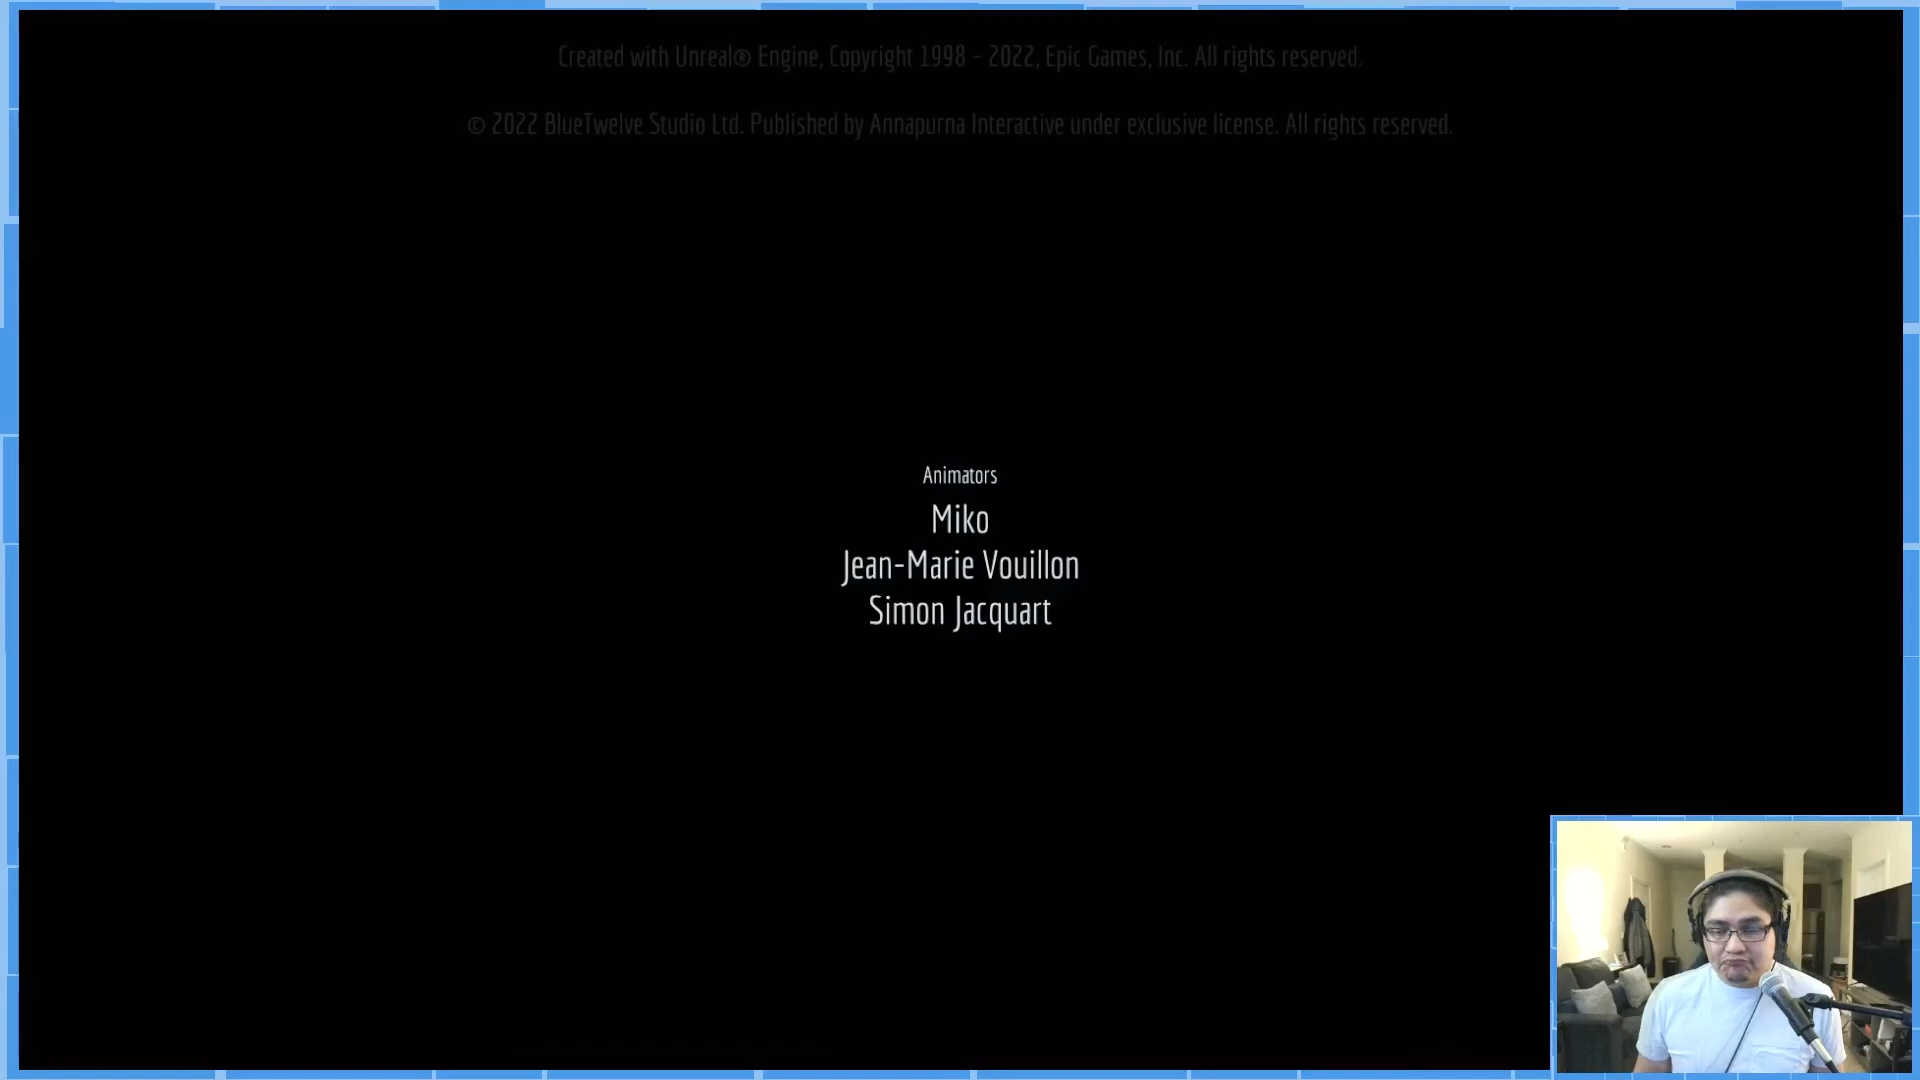 Created with Unreal® Engine, Copyright 1998 - 2022, Epic Games, Inc. All rights reserved.
© 2022 BlueTwelve Studio Ltd. Published by Annapurna Interactive under exclusive license. All rights reserved.
Animators
Miko
Jean-Marie Vouillon
Simon Jacquart